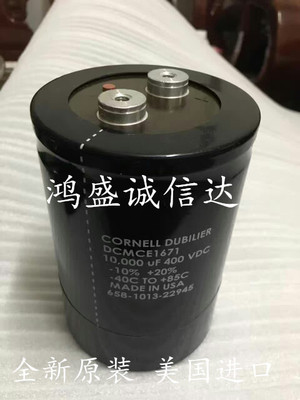 鸿盛诚信达
CORNELL DUBILIER
DCMCE1671
10,000 uF 400 VDC
-10% +20%
-40C TO +85C
MADE IN USA
658-1013-22945
全新原装 美国进口